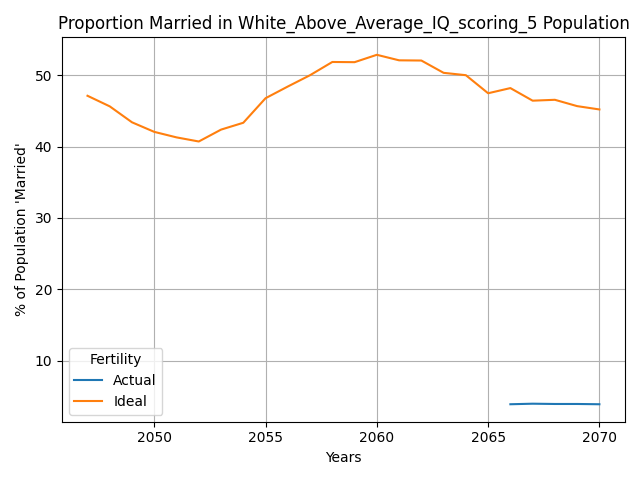 Proportion Married in White_Above_Average_IQ_scoring_5 Population
% of Population 'Married'
50
40
30
20
10
Fertility
Actual
Ideal
2050 2055 2060 2065 2070
Years